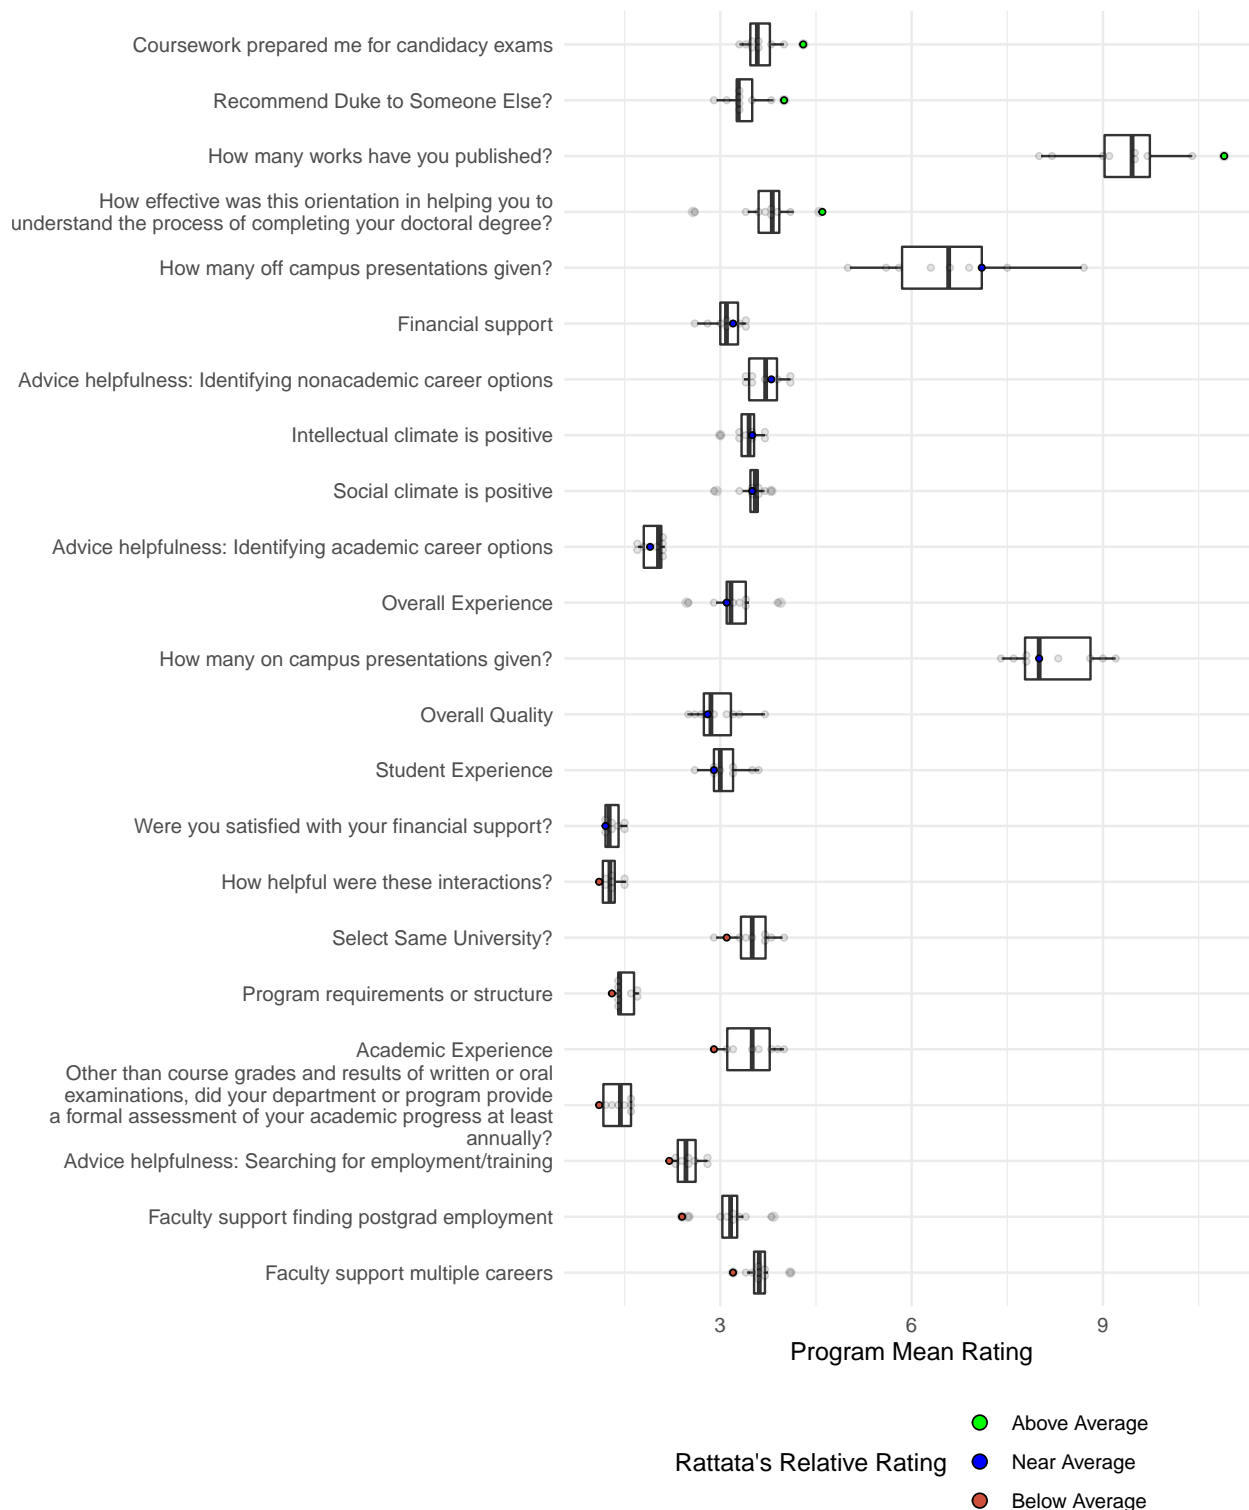 Coursework prepared me for candidacy exams
Recommend Duke to Someone Else?
How many works have you published?
How effective was this orientation in helping you to
understand the process of completing your doctoral degree?
How many off campus presentations given?
Financial support
Advice helpfulness: Identifying nonacademic career options
Intellectual climate is positive
Social climate is positive
Advice helpfulness: Identifying academic career options
Overall Experience
How many on campus presentations given?
Overall Quality
Student Experience
Were you satisfied with your financial support?
How helpful were these interactions?
Select Same University?
Program requirements or structure
Academic Experience
Other than course grades and results of written or oral
examinations, did your department or program provide
a formal assessment of your academic progress at least
annually?
Advice helpfulness: Searching for employment/training
Faculty support finding postgrad employment
Faculty support multiple careers
3 6 9
Program Mean Rating
Above Average
Rattata's Relative Rating Near Average
Below Average